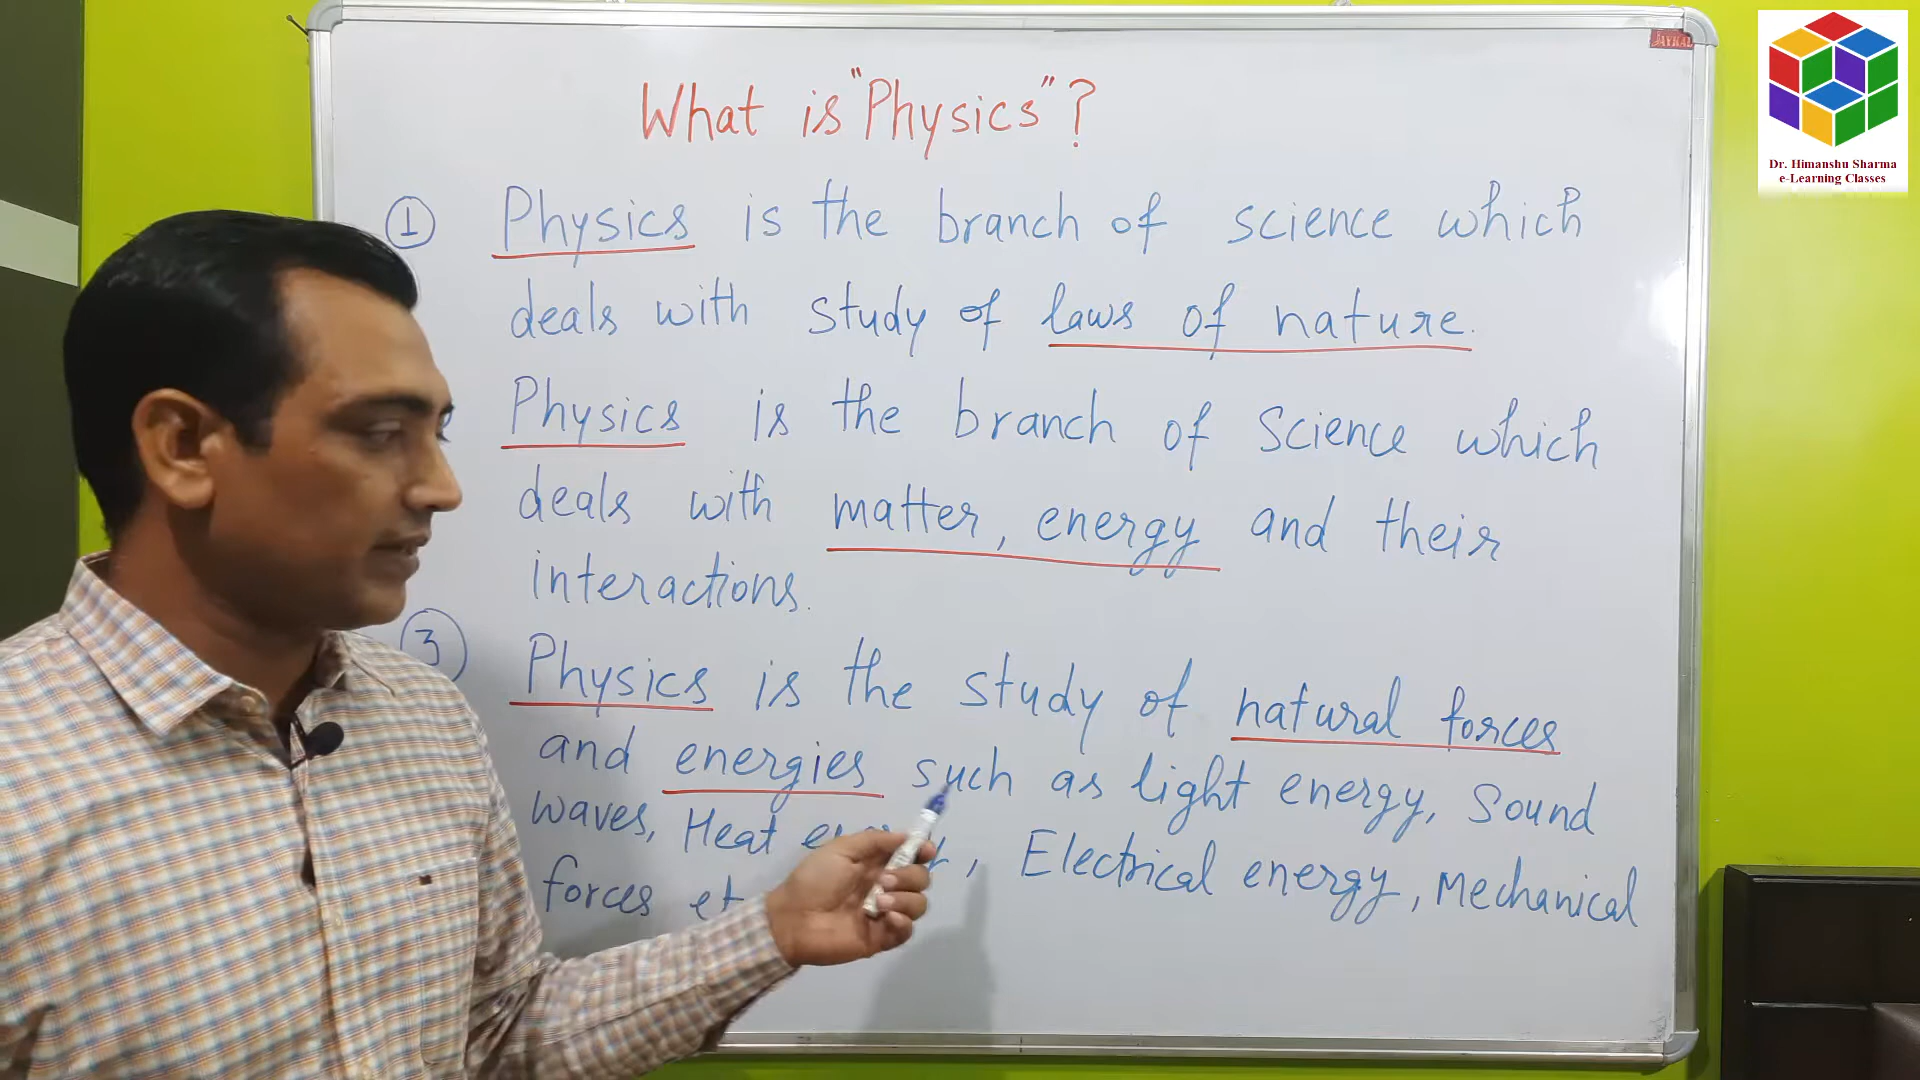 What is "Physics"?
① Physics is the branch of science which
deals with study of laws of nature.
Physics is the branch of Science which
deals with matter, energy and their
interactions.
③ Physics is the study of natural forces
and energies such as light energy, Sound
waves, Heat , Electrical energy, Mechanical
forces
JAYRAL
Dr. Himanshu Sharma
e-Learning Classes